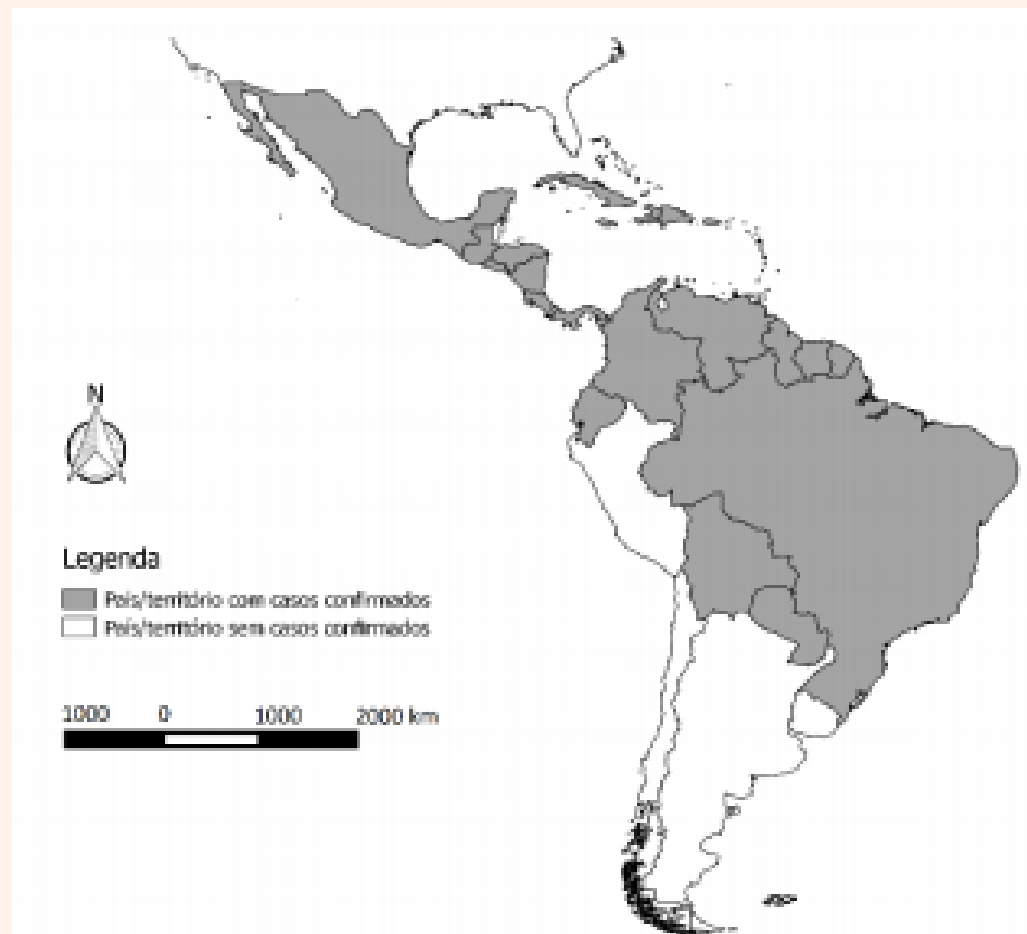 N
Legenda
País/território com casos confirmados
País/território sem casos confirmados
1000 0 1000 2000 km